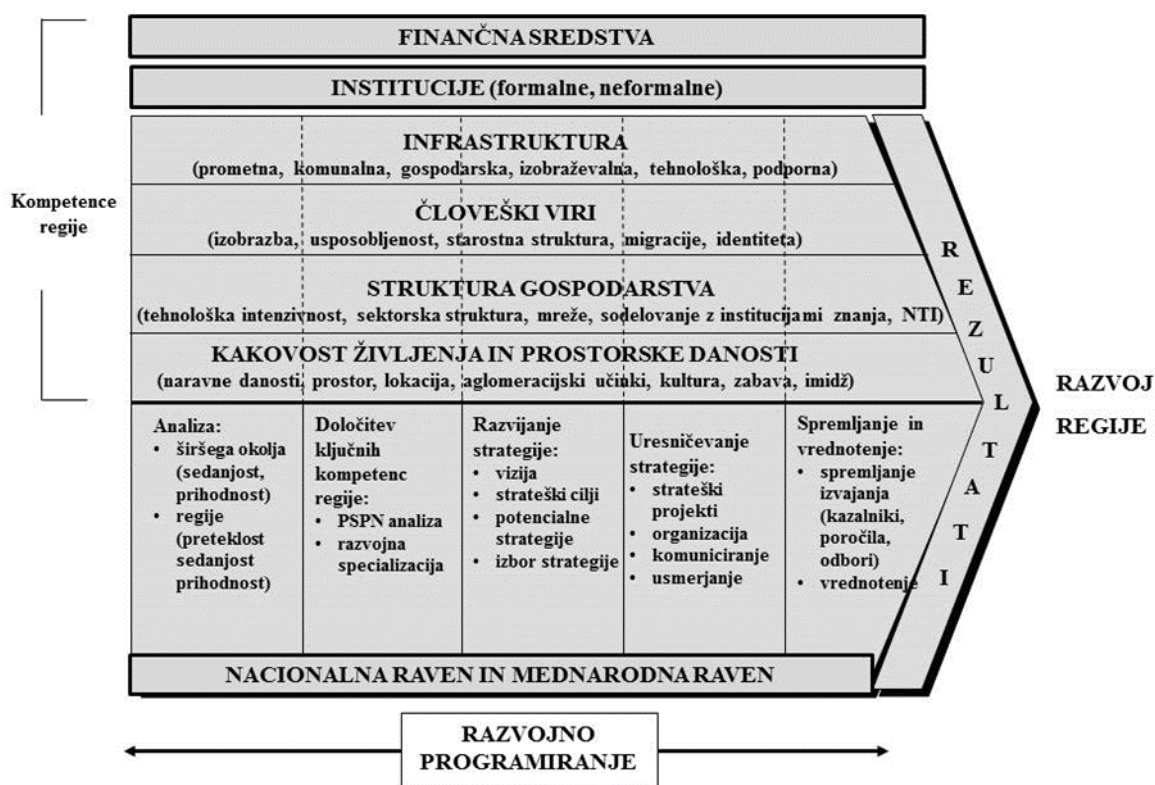 FINANČNA SREDSTVA
INSTITUCIJE (formalne, neformalne)
INFRASTRUKTURA
(prometna, komunalna, gospodarska, izobraževalna, tehnološka, podporna)
Kompetence
regije
ČLOVEŠKI VIRI
(izobrazba, usposobljenost, starostna struktura, migracije, identiteta)
STRUKTURA GOSPODARSTVA
(tehnološka intenzivnost, sektorska struktura, mreže, sodelovanje z institucijami znanja, NTI)
KAKOVOST ŽIVLJENJA IN PROSTORSKE DANOSTI
(naravne danosti, prostor, lokacija, aglomeracijski učinki, kultura, zabava, imidž)
Analiza:
• širšega okolja
(sedanjost,
prihodnost)
• regije
(preteklost
sedanjost
prihodnost)
Določitev
ključnih
kompetenc
regije:
• PSPN analiza
• razvojna
specializacija
Razvijanje
strategije:
• vizija
• strateški cilji
• potencialne
strategije
• izbor strategije
Uresničevanje
strategije:
• strateški
projekti
• organizacija
• komuniciranje
• usmerjanje
Spremljanje in
vrednotenje:
• spremljanje
izvajanja
(kazalniki,
poročila,
odbori)
• vrednotenje
REZULTATI
RAZVOJ
REGIJE
NACIONALNA RAVEN IN MEDNARODNA RAVEN
RAZVOJNO
PROGRAMIRANJE